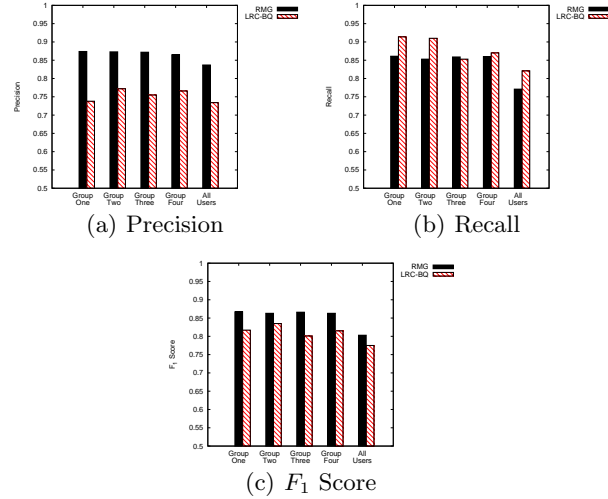 RMG
LRC-BQ
1
0.95
0.9
0.85
0.8
0.75
0.7
0.65
0.6
0.55
0.5
Precision
Group One
Group Two
Group Three
Group Four
All Users
(a) Precision
RMG
LRC-BQ
1
0.95
0.9
0.85
0.8
0.75
0.7
0.65
0.6
0.55
0.5
Recall
Group One
Group Two
Group Three
Group Four
All Users
(b) Recall
RMG
LRC-BQ
1
0.95
0.9
0.85
0.8
0.75
0.7
0.65
0.6
0.55
0.5
F1 Score
Group One
Group Two
Group Three
Group Four
All Users
(c) F1 Score